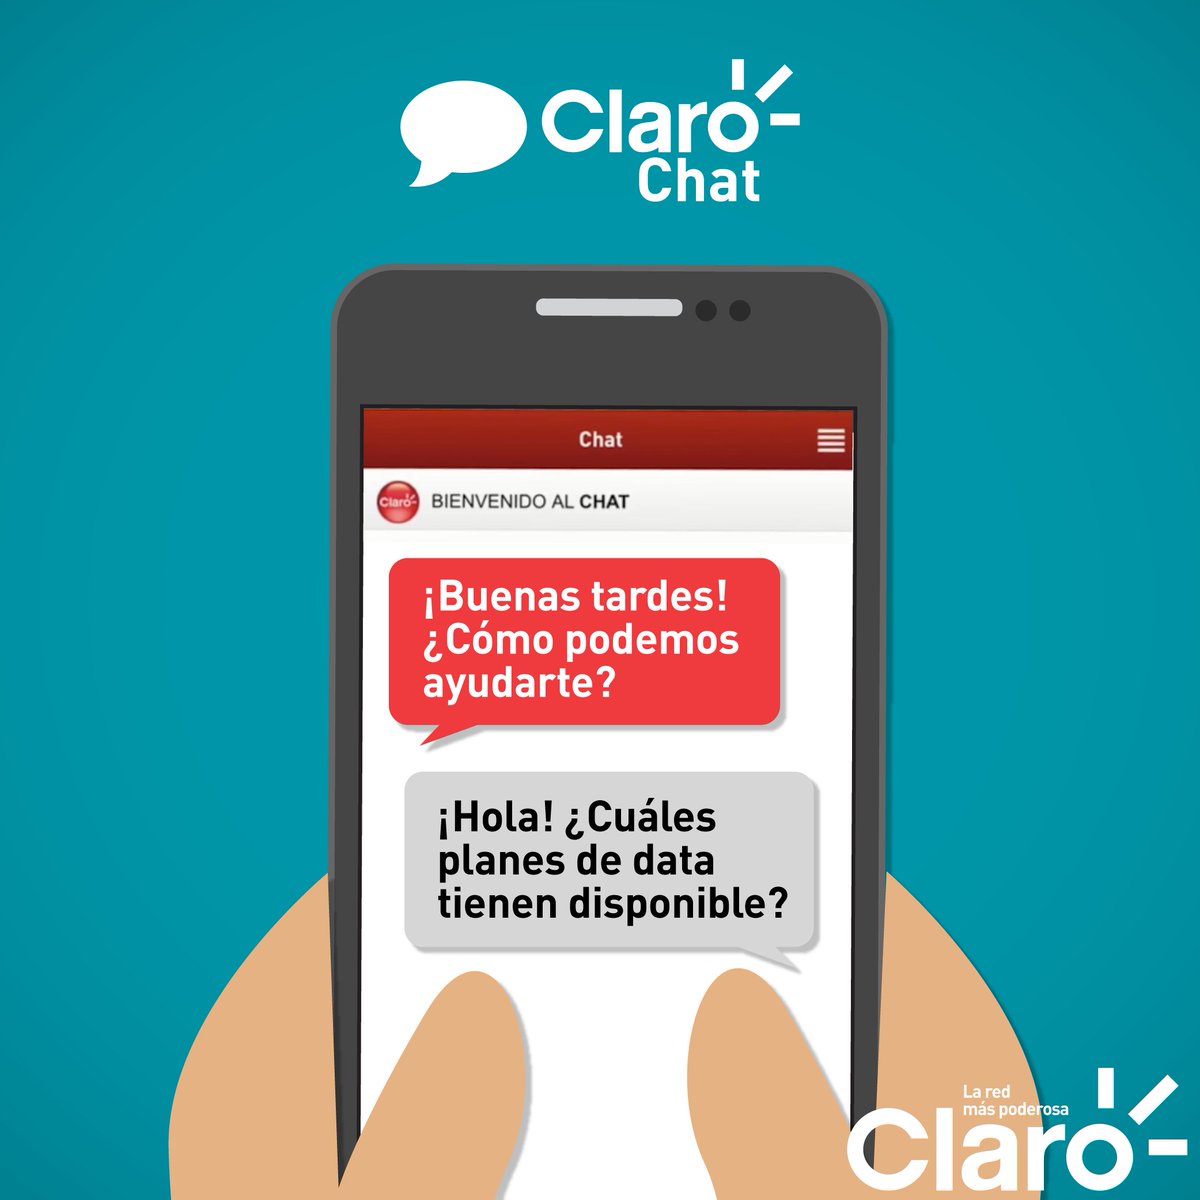 Claro
Chat
Chat
Claro
BIENVENIDO AL CHAT
¡Buenas tardes!
¿Cómo podemos
ayudarte?
¡Hola! ¿Cuáles
planes de data
tienen disponible?
La red
más poderosa
Claro